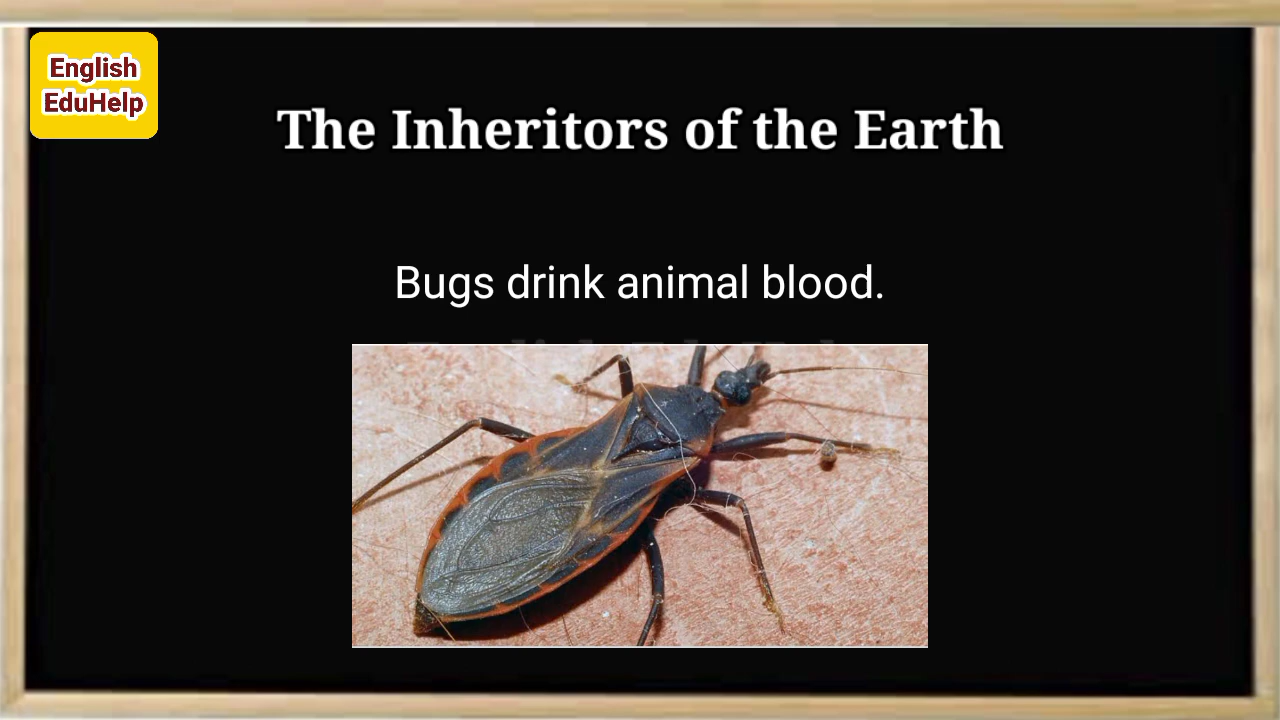 English
EduHelp
The Inheritors of the Earth
Bugs drink animal blood.